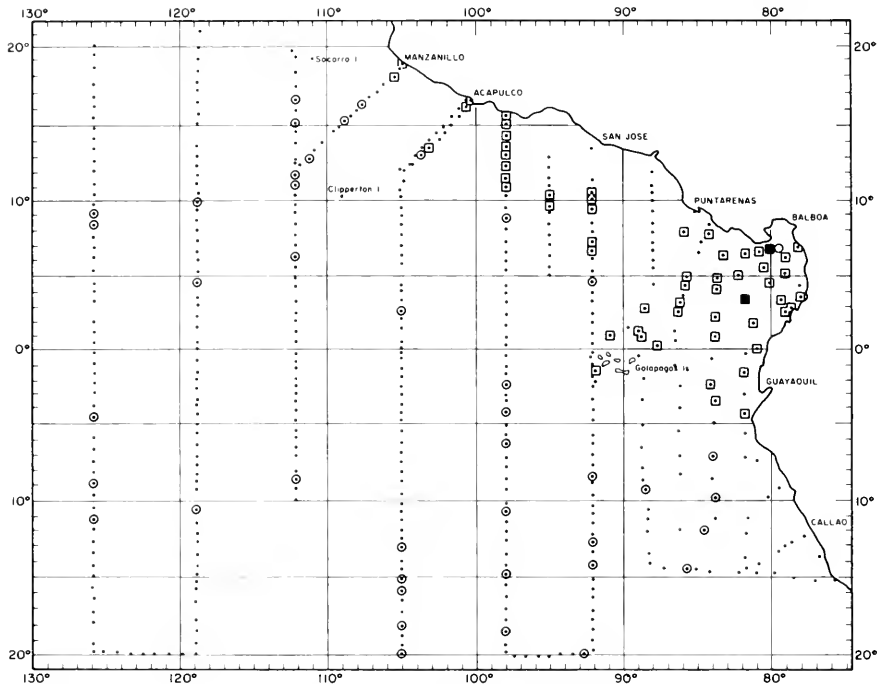 130° 120° 110° 100° 90° 80°
20° 20°
Socorro I
MANZANILLO
ACAPULCO
SAN JOSE
Clipperton I
10° 10°
PUNTARENAS
BALBOA
0° 0°
Galapagos Is
GUAYAQUIL
10° 10°
CALLAO
20° 20°
130° 120° 110° 100° 90° 80°